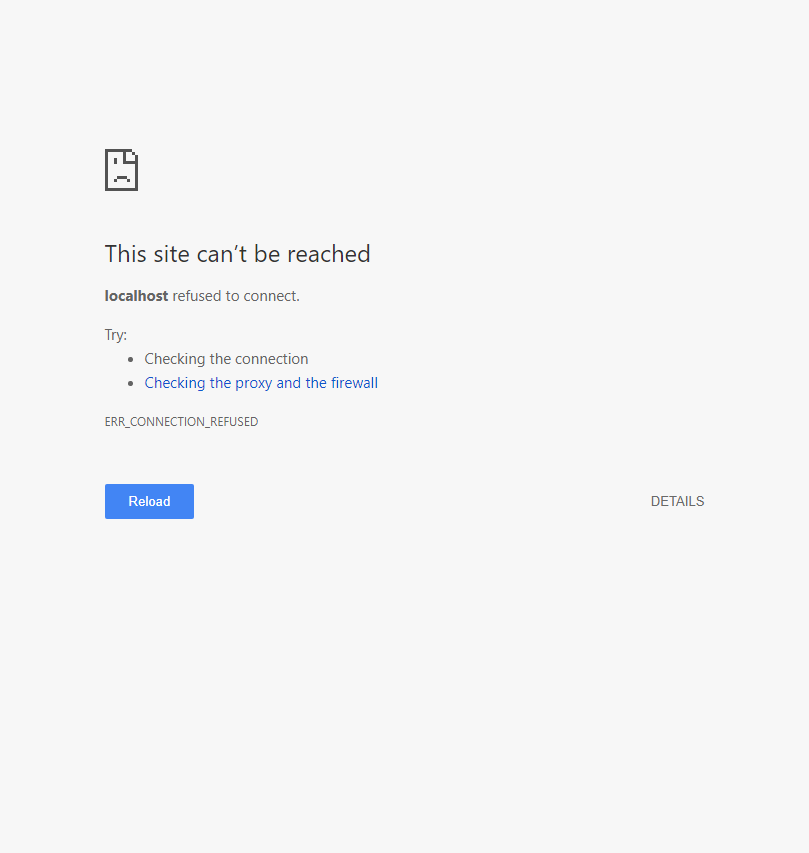 This site can’t be reached
localhost refused to connect.
Try:
Checking the connection
Checking the proxy and the firewall
ERR_CONNECTION_REFUSED
Reload
DETAILS